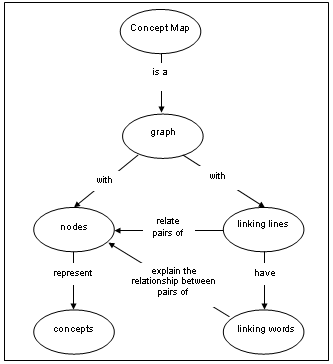 Concept Map
is a
graph
with
with
nodes
relate
pairs of
linking lines
represent
explain the
relationship between
pairs of
have
concepts
linking words